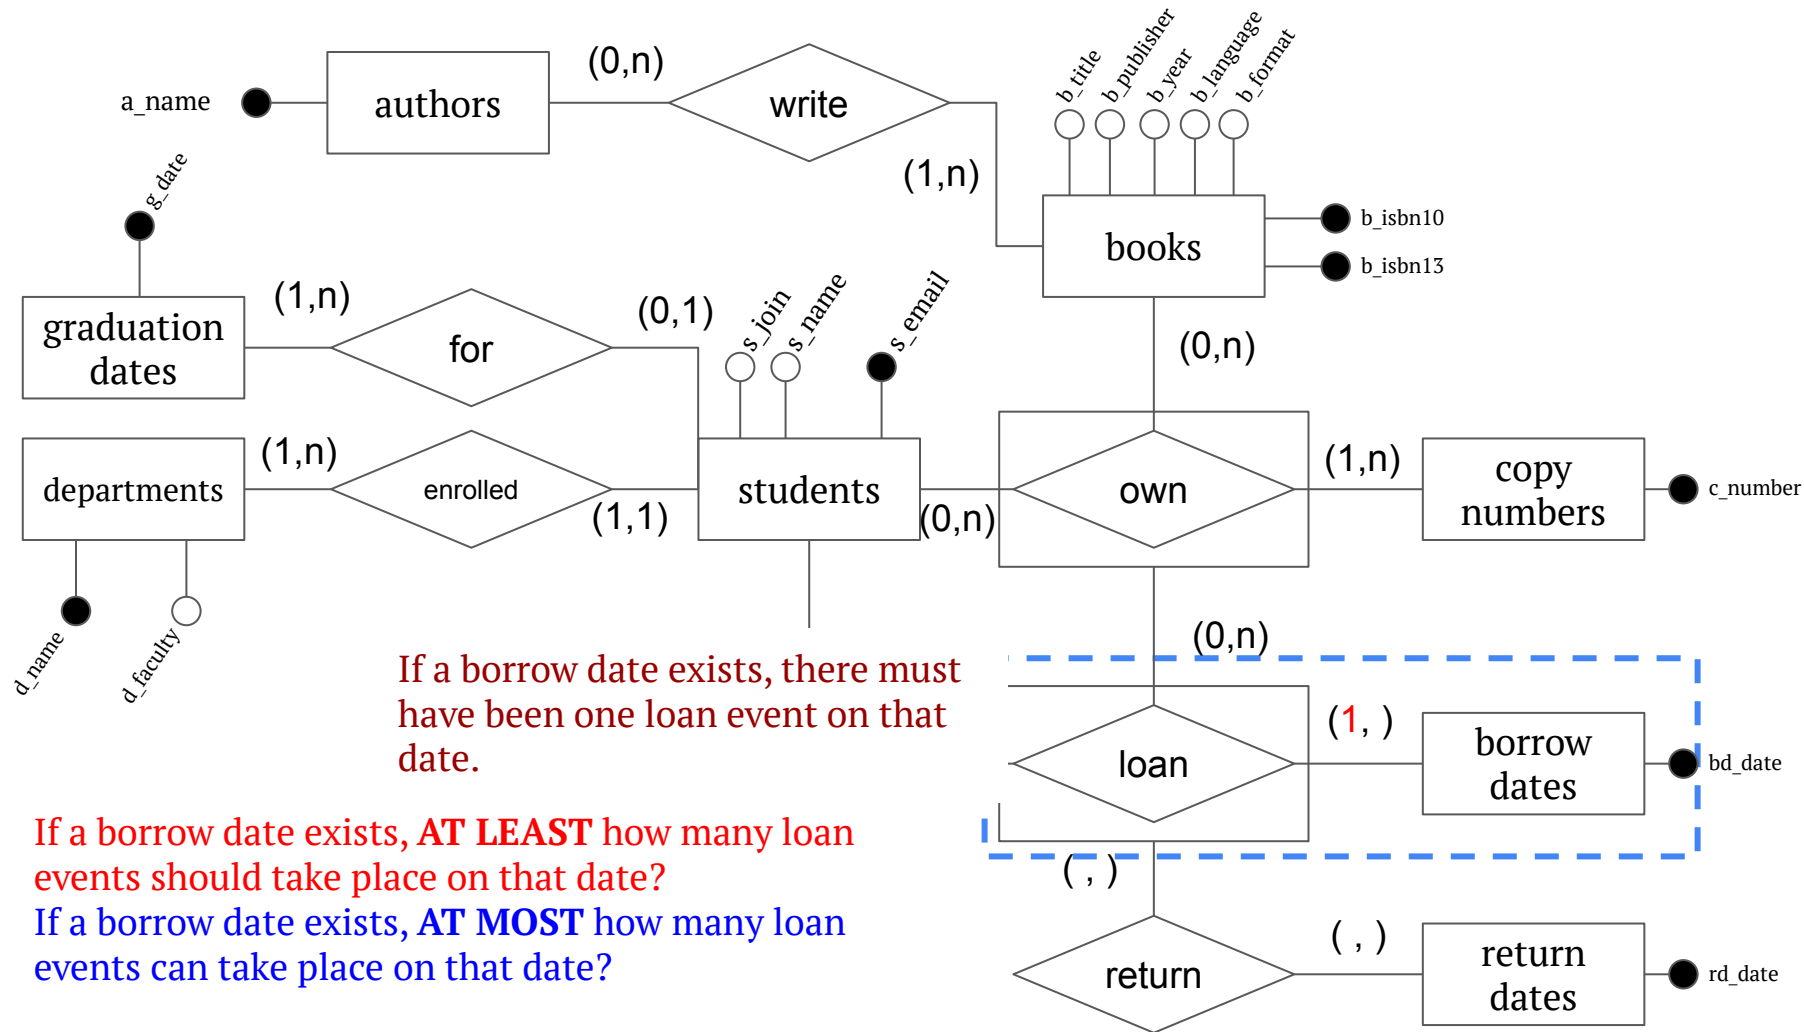 b_title
b_publisher
b_year
b_language
b_format
(0,n)
a_name
authors
write
(1,n)
g_date
b_isbn10
books
b_isbn13
(1,n)
(0,1)
s_join
s_name
s_email
graduation
dates
for
(0,n)
(1,n)
(1,n)
departments
enrolled
students
own
copy
numbers
c_number
(1,1)
(0,n)
d_name
d_faculty
(0,n)
If a borrow date exists, there must
have been one loan event on that
date.
(1, )
loan
borrow
dates
bd_date
If a borrow date exists, AT LEAST how many loan
events should take place on that date?
If a borrow date exists, AT MOST how many loan
events can take place on that date?
( , )
( , )
return
return
dates
rd_date